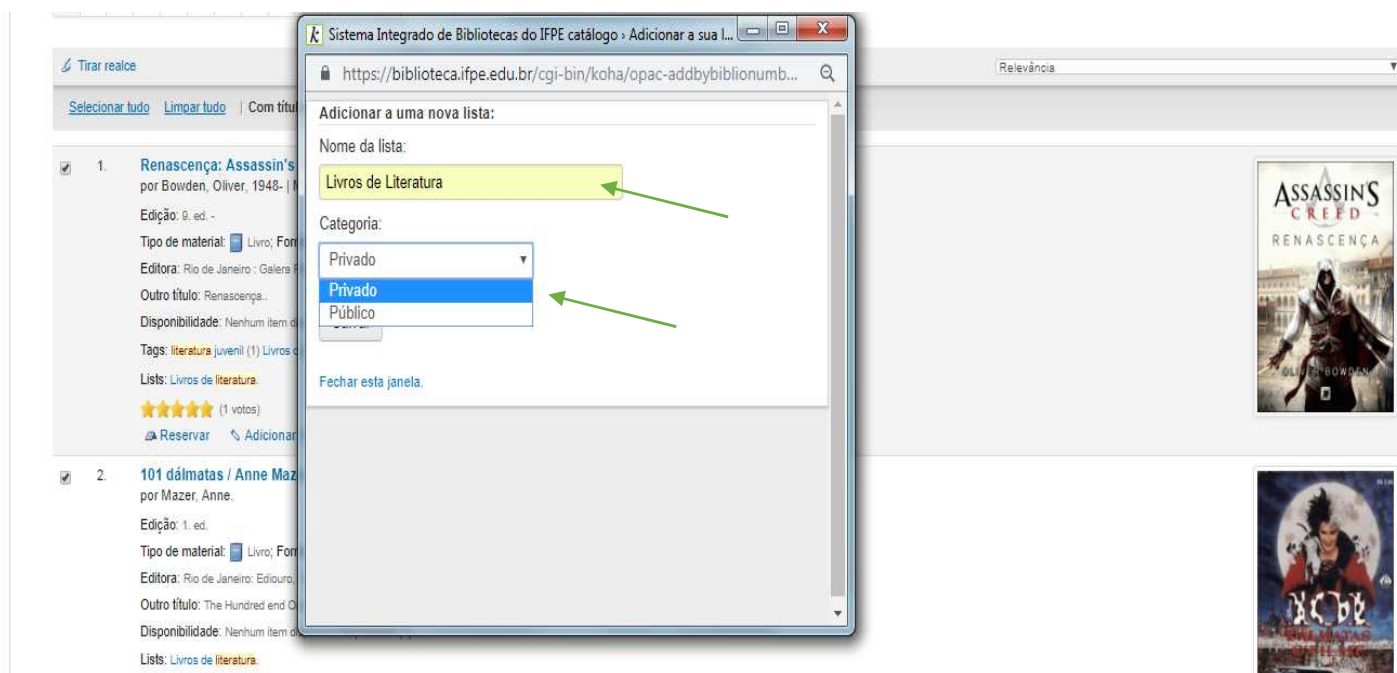 Sistema Integrado de Bibliotecas do IFPE catálogo › Adicionar a sua l...
https://biblioteca.ifpe.edu.br/cgi-bin/koha/opac-addbybiblionumb...
Adicionar a uma nova lista:
Nome da lista:
Livros de Literatura
Categoria:
Privado
Privado
Público
Fechar esta janela.
Tirar realce
Relevância
Selecionar tudo Limpar tudo | Com títul
1. Renascença: Assassin's
por Bowden, Oliver, 1948- |
Edição: 9. ed. -
Tipo de material: Livro; Form
Editora: Rio de Janeiro : Galera
Outro título: Renascença..
Disponibilidade: Nenhum item d
Tags: literatura juvenil (1) Livros
Lists: Livros de literatura.
(1 votos)
Reservar Adicionar
ASSASSIN'S
CREED
RENASCENÇA
OLIVER BOWDEN
2. 101 dálmatas / Anne Maz
por Mazer, Anne.
Edição: 1. ed.
Tipo de material: Livro; Form
Editora: Rio de Janeiro: Ediouro,
Outro título: The Hundred end O
Disponibilidade: Nenhum item d
Lists: Livros de literatura.